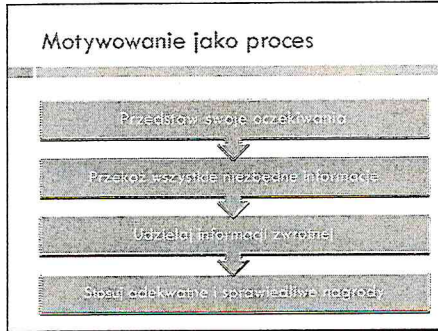 Motywowanie jako proces
Przedstaw swoje oczekiwania
Przekaż wszystkie niezbędne informacje
Udzielaj informacji zwrotnej
Stosuj adekwatne i sprawiedliwe nagrody